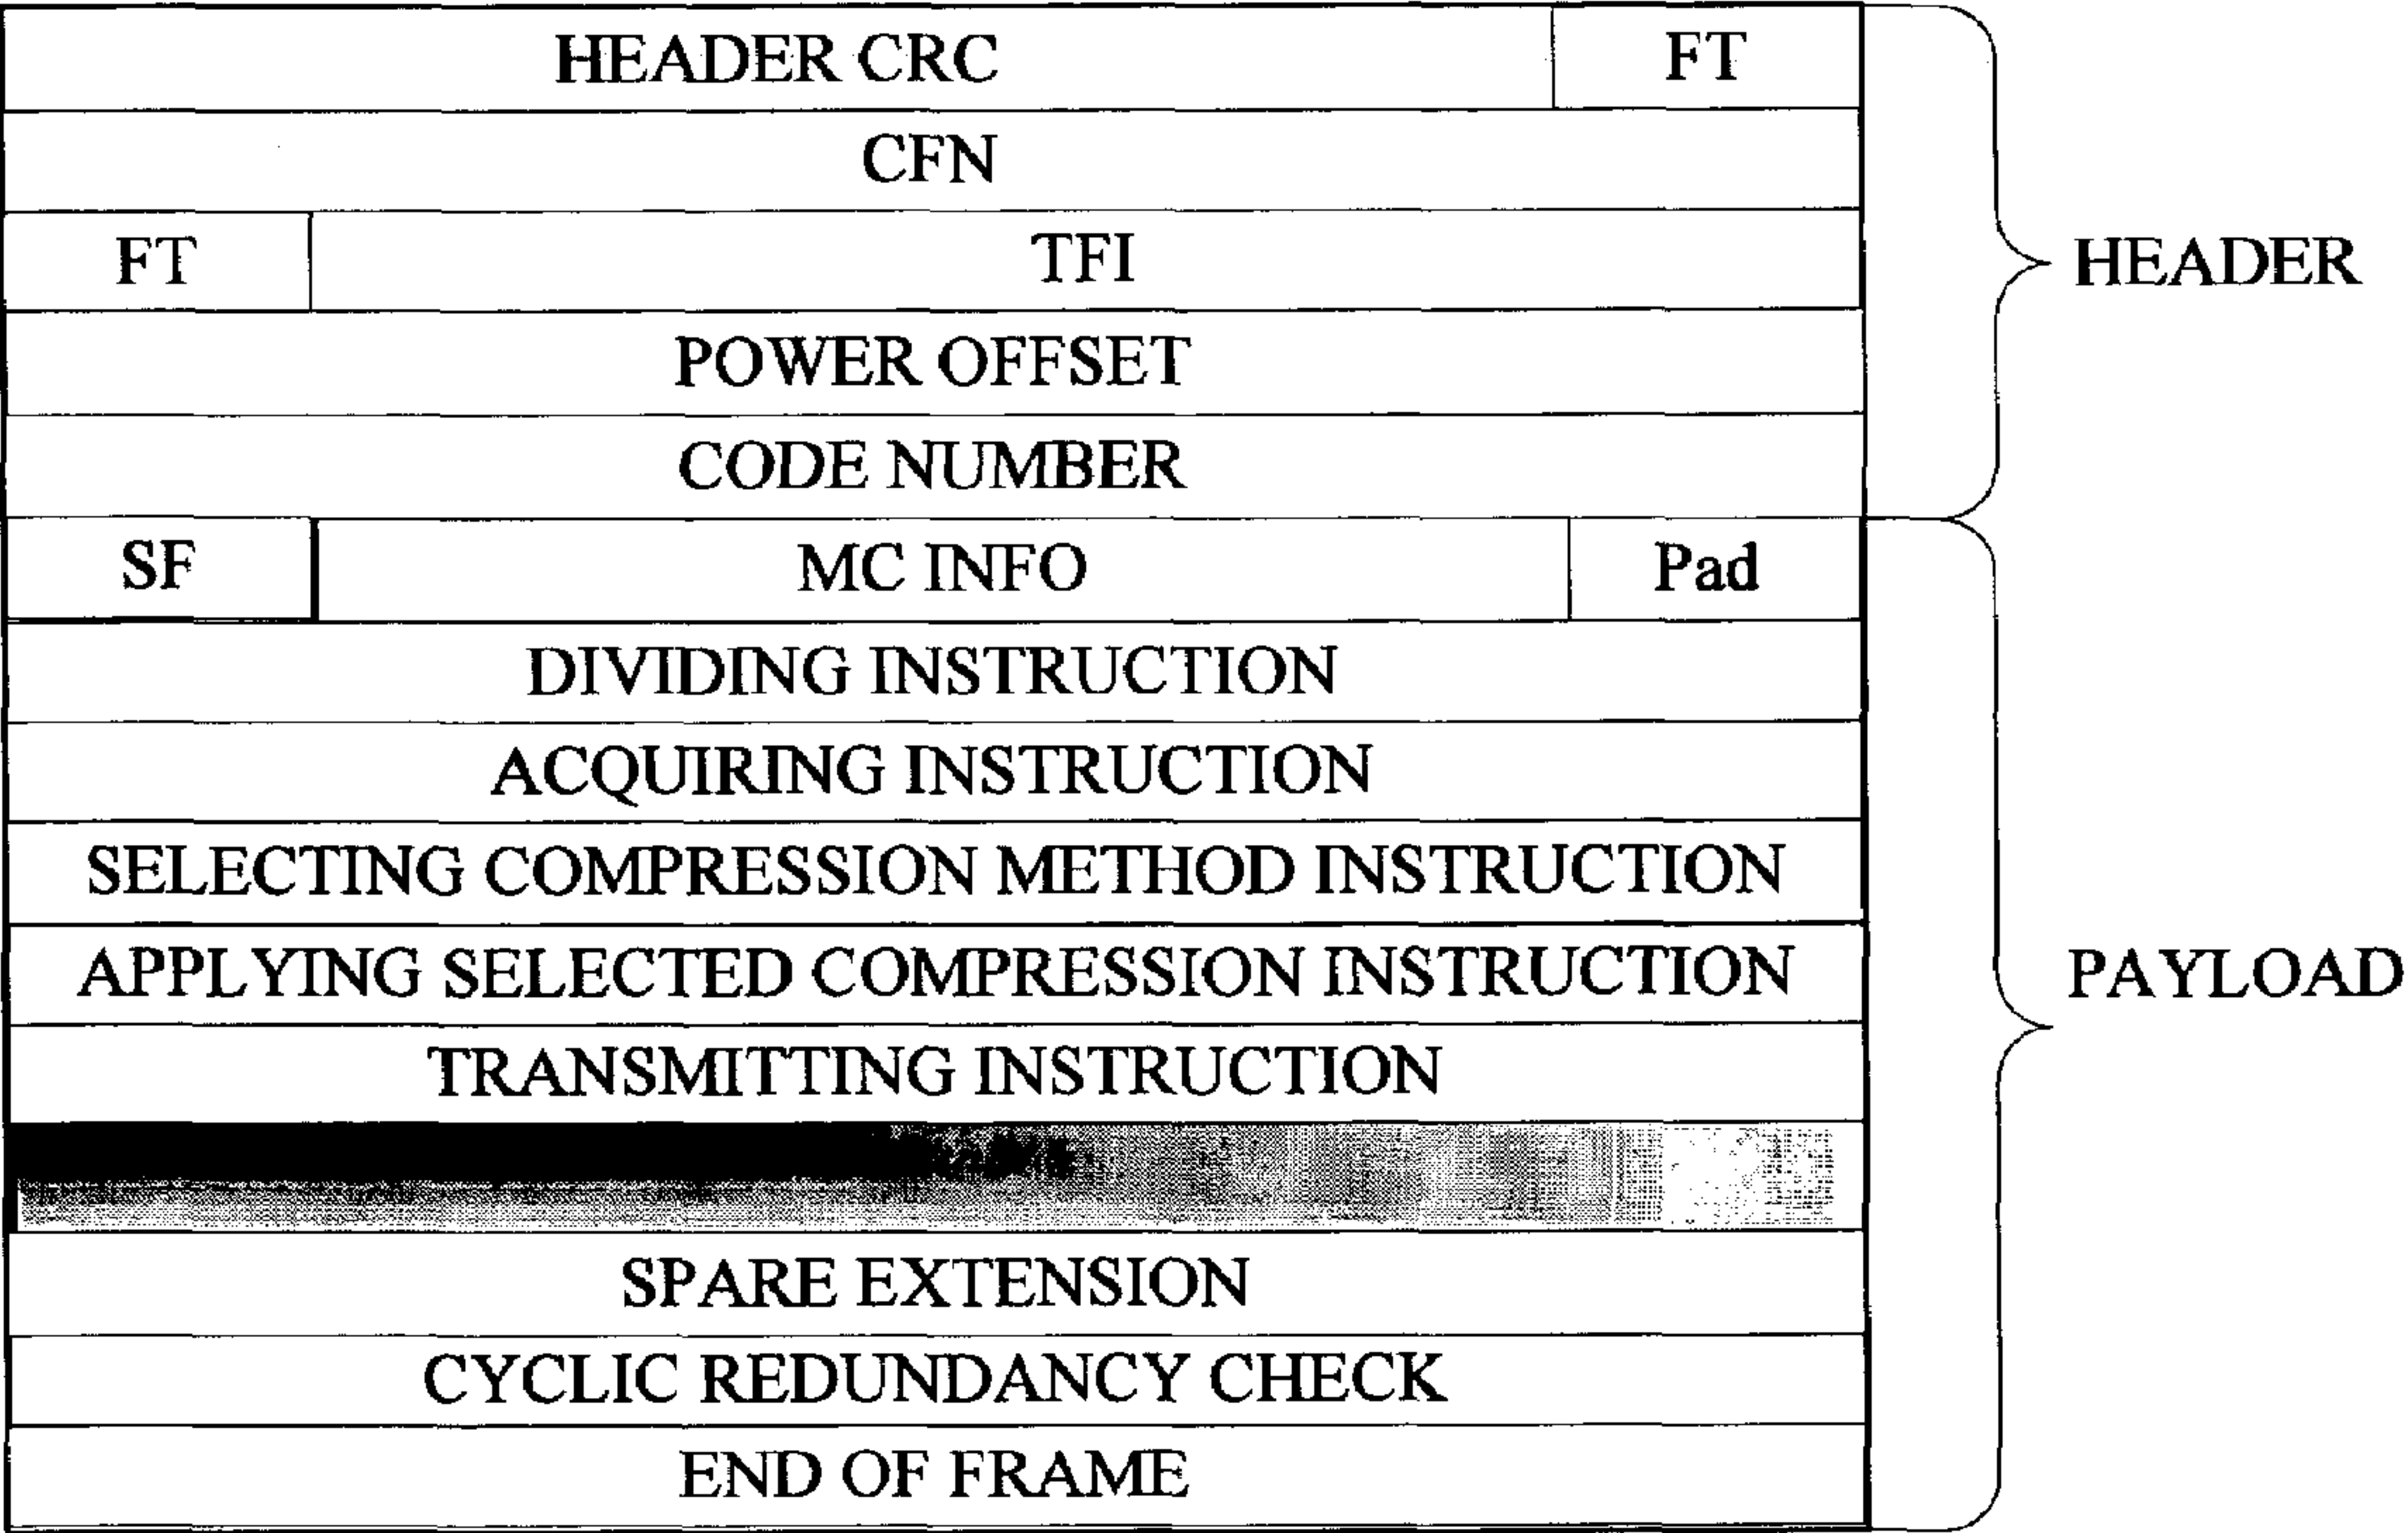 HEADER CRC FT
CFN
FT TFI
HEADER
POWER OFFSET
CODE NUMBER
SF MC INFO Pad
DIVIDING INSTRUCTION
ACQUIRING INSTRUCTION
SELECTING COMPRESSION METHOD INSTRUCTION
APPLYING SELECTED COMPRESSION INSTRUCTION
PAYLOAD
TRANSMITTING INSTRUCTION
SPARE EXTENSION
CYCLIC REDUNDANCY CHECK
END OF FRAME